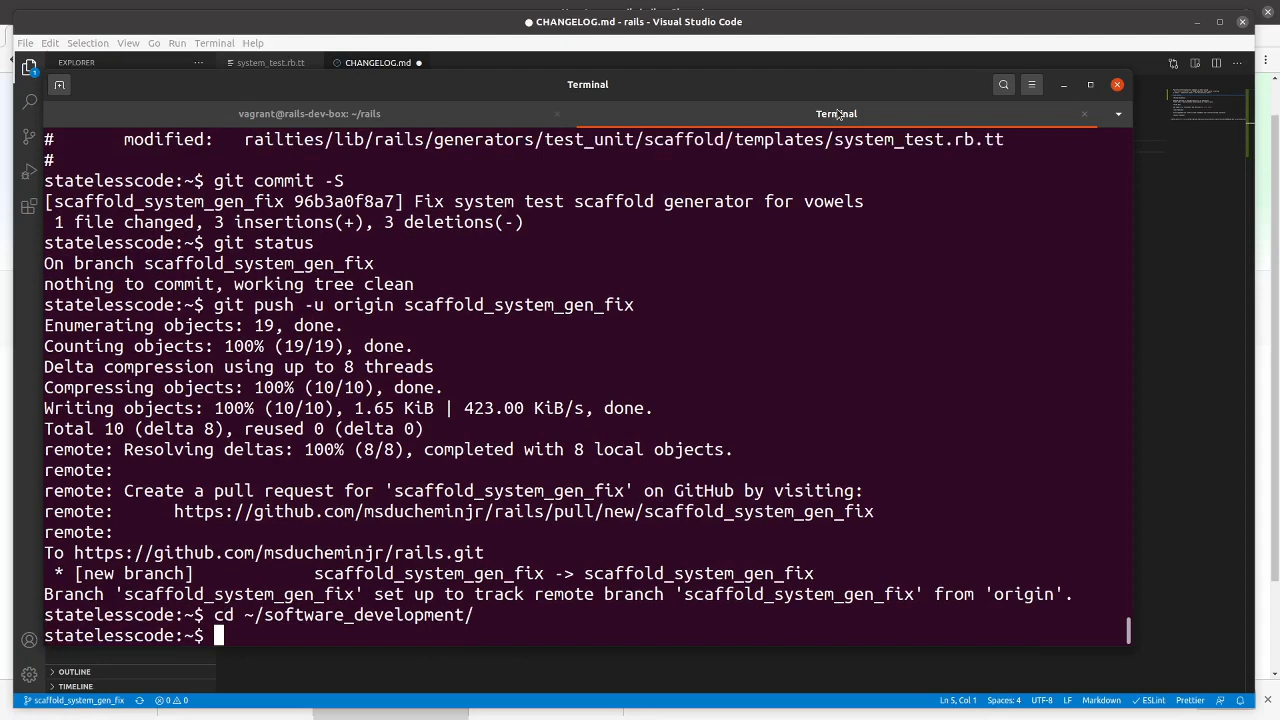 CHANGELOG.md - rails - Visual Studio Code
File Edit Selection View Go Run Terminal Help
EXPLORER
system_test.rb.tt
CHANGELOG.md
Terminal
vagrant@rails-dev-box: ~/rails
Terminal
#       modified:   railties/lib/rails/generators/test_unit/scaffold/templates/system_test.rb.tt
#
statelesscode:~$ git commit -S
[scaffold_system_gen_fix 96b3a0f8a7] Fix system test scaffold generator for vowels
1 file changed, 3 insertions(+), 3 deletions(-)
statelesscode:~$ git status
On branch scaffold_system_gen_fix
nothing to commit, working tree clean
statelesscode:~$ git push -u origin scaffold_system_gen_fix
Enumerating objects: 19, done.
Counting objects: 100% (19/19), done.
Delta compression using up to 8 threads
Compressing objects: 100% (10/10), done.
Writing objects: 100% (10/10), 1.65 KiB | 423.00 KiB/s, done.
Total 10 (delta 8), reused 0 (delta 0)
remote: Resolving deltas: 100% (8/8), completed with 8 local objects.
remote:
remote: Create a pull request for 'scaffold_system_gen_fix' on GitHub by visiting:
remote:      https://github.com/msducheminjr/rails/pull/new/scaffold_system_gen_fix
remote:
To https://github.com/msducheminjr/rails.git
* [new branch]            scaffold_system_gen_fix -> scaffold_system_gen_fix
Branch 'scaffold_system_gen_fix' set up to track remote branch 'scaffold_system_gen_fix' from 'origin'.
statelesscode:~$ cd ~/software_development/
statelesscode:~$
OUTLINE
TIMELINE
scaffold_system_gen_fix 0 0 Ln 5, Col 1 Spaces: 4 UTF-8 LF Markdown ESLint Prettier